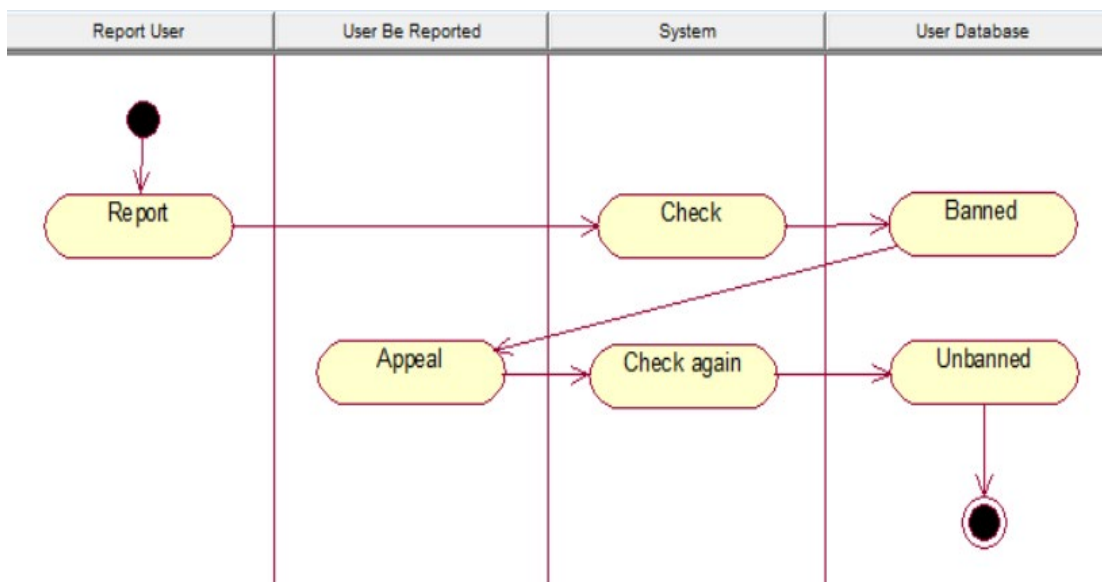 Report User
User Be Reported
System
User Database
Report
Check
Banned
Appeal
Check again
Unbanned